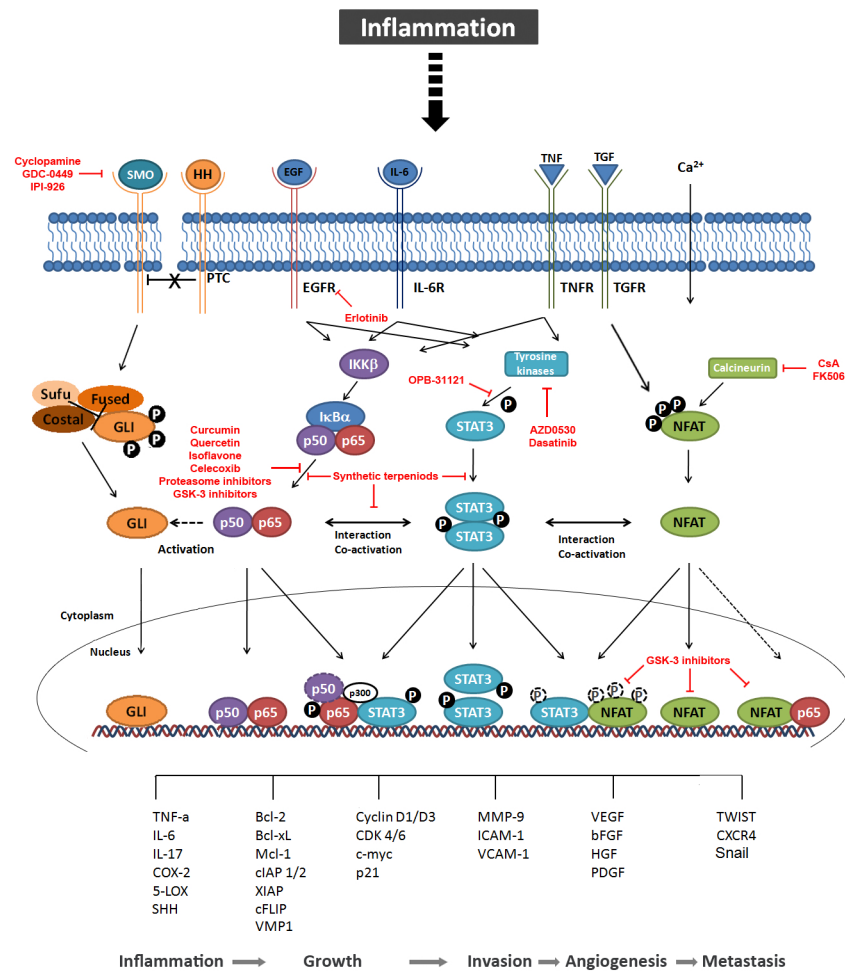 Inflammation
Cyclopamine
GDC-0449
IPI-926
SMO
HH
EGF
IL-6
TNF
TGF
Ca2+
PTC
X
EGFR
IL-6R
TNFR
TGFR
Erlotinib
IKKβ
Tyrosine
kinases
Calcineurin
CsA
FK506
OPB-31121
Sufu
Fused
Costal
GLI
P
P
P
IκBα
p50
p65
P
STAT3
AZD0530
Dasatinib
P
P
P
NFAT
Curcumin
Quercetin
Isoflavone
Celecoxib
Proteasome inhibitors
GSK-3 inhibitors
Synthetic terpeniods
GLI
Activation
p50
p65
Interaction
Co-activation
STAT3
P
P
STAT3
Interaction
Co-activation
NFAT
Cytoplasm
Nucleus
GSK-3 inhibitors
GLI
p50
p65
p50
p300
P
P
p65
STAT3
STAT3
P
P
STAT3
P
P
P
P
STAT3
NFAT
NFAT
NFAT
p65
TNF-a
IL-6
IL-17
COX-2
5-LOX
SHH
Bcl-2
Bcl-xL
Mcl-1
cIAP 1/2
XIAP
cFLIP
VMP1
Cyclin D1/D3
CDK 4/6
c-myc
p21
MMP-9
ICAM-1
VCAM-1
VEGF
bFGF
HGF
PDGF
TWIST
CXCR4
Snail
Inflammation
Growth
Invasion
Angiogenesis
Metastasis